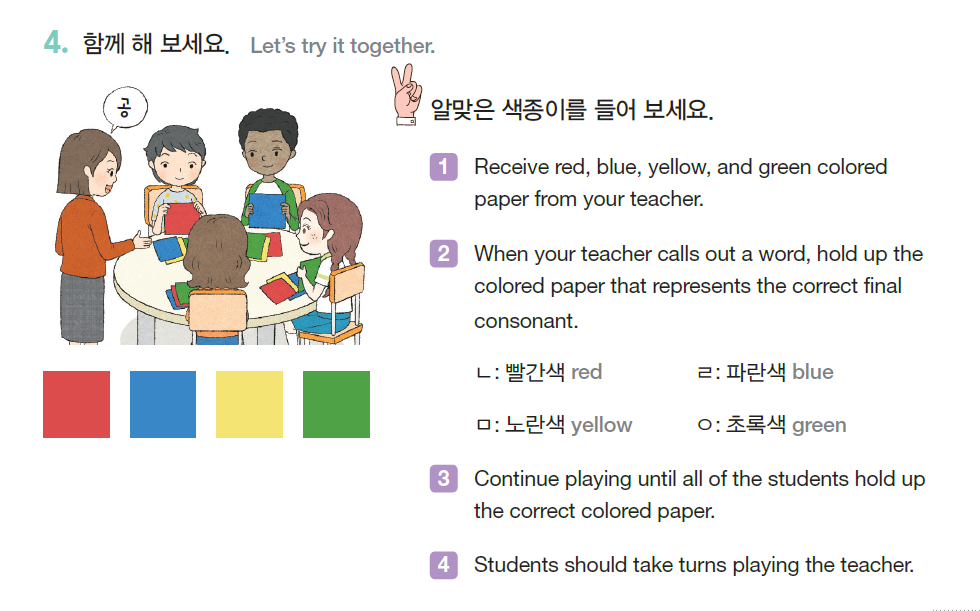 4. 함께 해 보세요. Let's try it together.
공
알맞은 색종이를 들어 보세요.
1 Receive red, blue, yellow, and green colored
paper from your teacher.
2 When your teacher calls out a word, hold up the
colored paper that represents the correct final
consonant.
ㄴ: 빨간색 red ㄹ: 파란색 blue
ㅁ: 노란색 yellow ㅇ: 초록색 green
3 Continue playing until all of the students hold up
the correct colored paper.
4 Students should take turns playing the teacher.